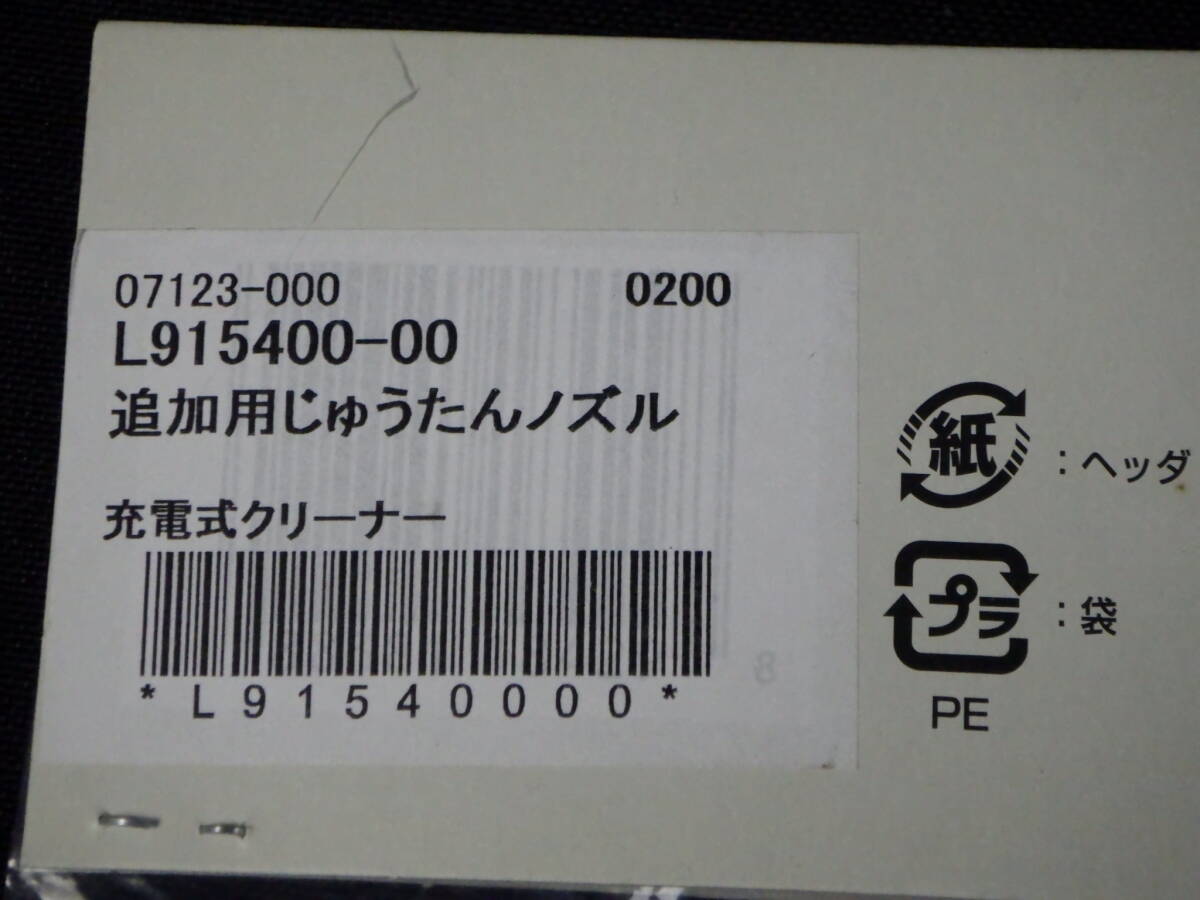 07123-000 0200
L915400-00
追加用じゅうたんノズル
充電式クリーナー
*L91540000*
紙 :ヘッダ
プラ :袋
PE
8